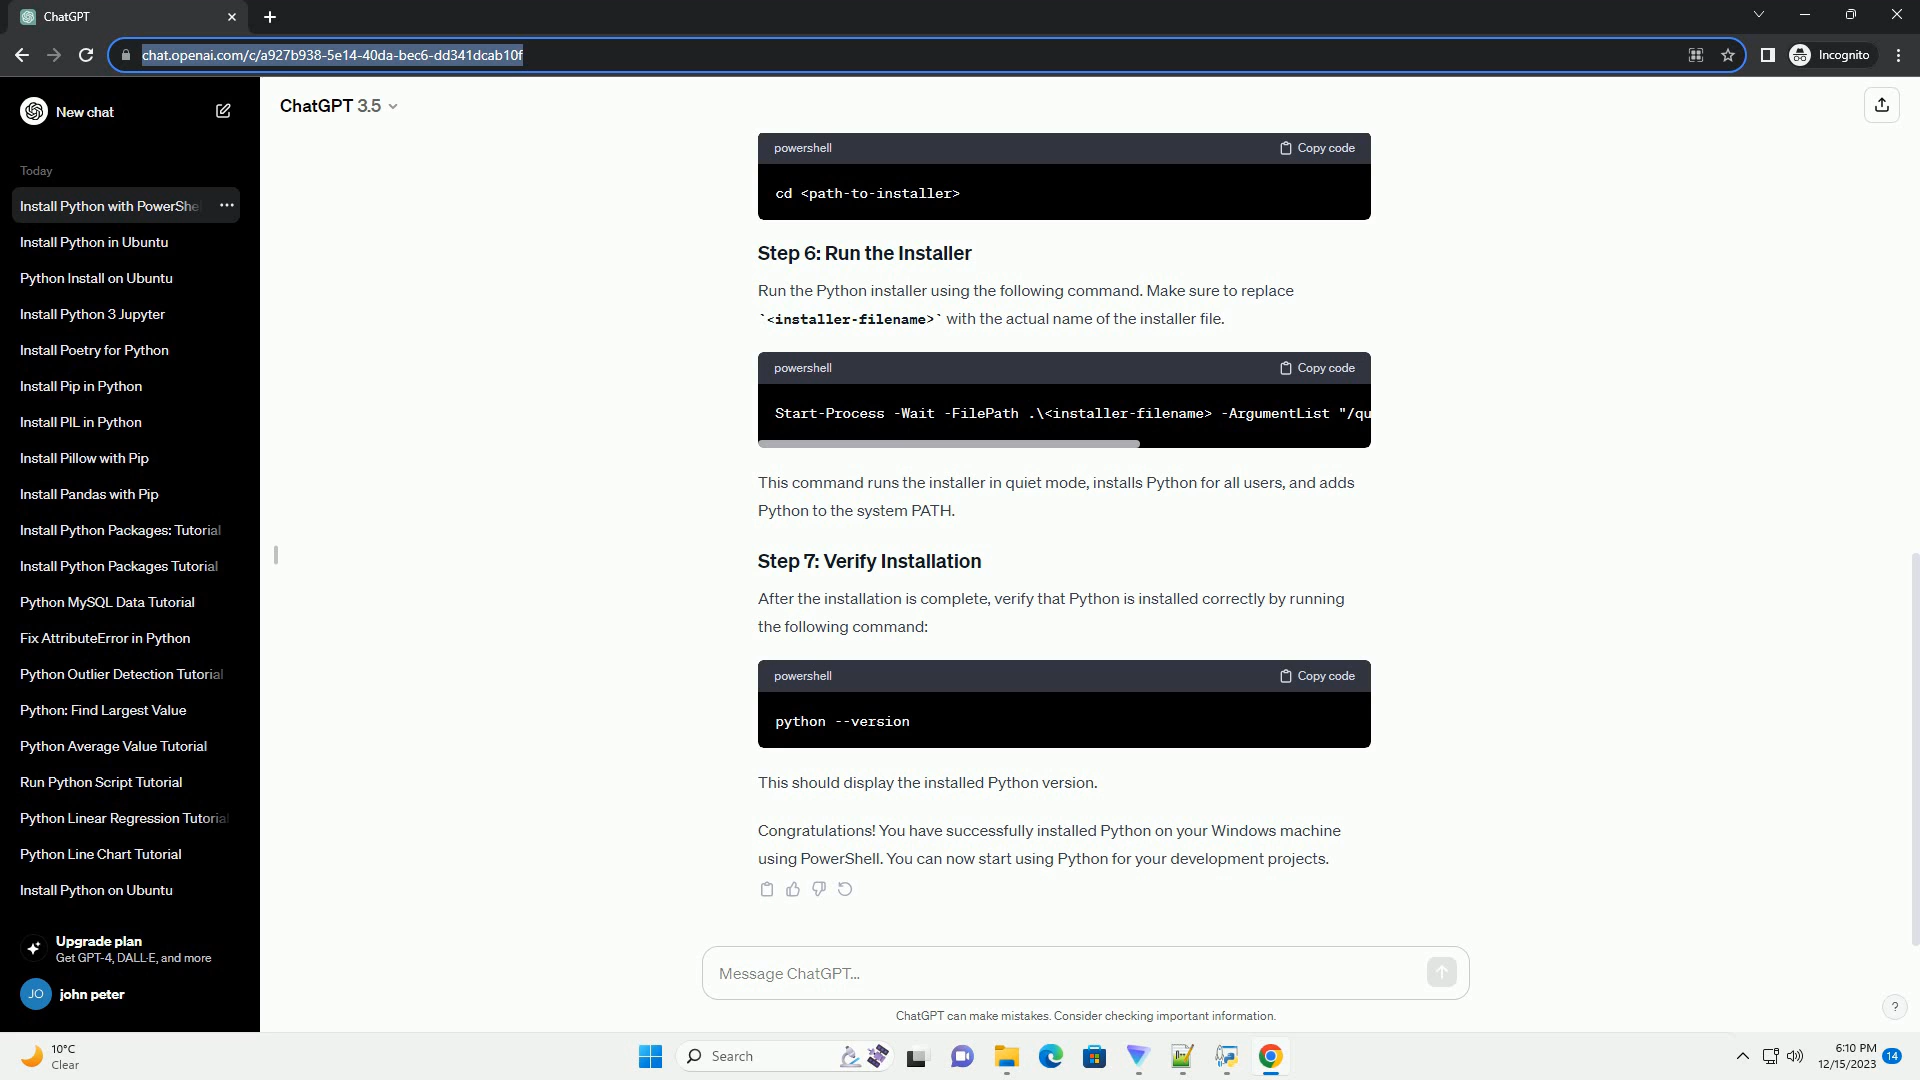 ChatGPT
chat.openai.com/c/a927b938-5e14-40da-bec6-dd341dcab10f
Incognito
New chat
Today
Install Python with PowerShe
Install Python in Ubuntu
Python Install on Ubuntu
Install Python 3 Jupyter
Install Poetry for Python
Install Pip in Python
Install PIL in Python
Install Pillow with Pip
Install Pandas with Pip
Install Python Packages: Tutorial
Install Python Packages Tutorial
Python MySQL Data Tutorial
Fix AttributeError in Python
Python Outlier Detection Tutorial
Python: Find Largest Value
Python Average Value Tutorial
Run Python Script Tutorial
Python Linear Regression Tutorial
Python Line Chart Tutorial
Install Python on Ubuntu
Upgrade plan
Get GPT-4, DALL·E, and more
JO john peter
ChatGPT 3.5
powershell Copy code
cd <path-to-installer>
Step 6: Run the Installer
Run the Python installer using the following command. Make sure to replace
`<installer-filename>` with the actual name of the installer file.
powershell Copy code
Start-Process -Wait -FilePath .\<installer-filename> -ArgumentList "/qu
This command runs the installer in quiet mode, installs Python for all users, and adds
Python to the system PATH.
Step 7: Verify Installation
After the installation is complete, verify that Python is installed correctly by running
the following command:
powershell Copy code
python --version
This should display the installed Python version.
Congratulations! You have successfully installed Python on your Windows machine
using PowerShell. You can now start using Python for your development projects.
Message ChatGPT...
ChatGPT can make mistakes. Consider checking important information.
?
10°C
Clear
Search
6:10 PM
12/15/2023
14